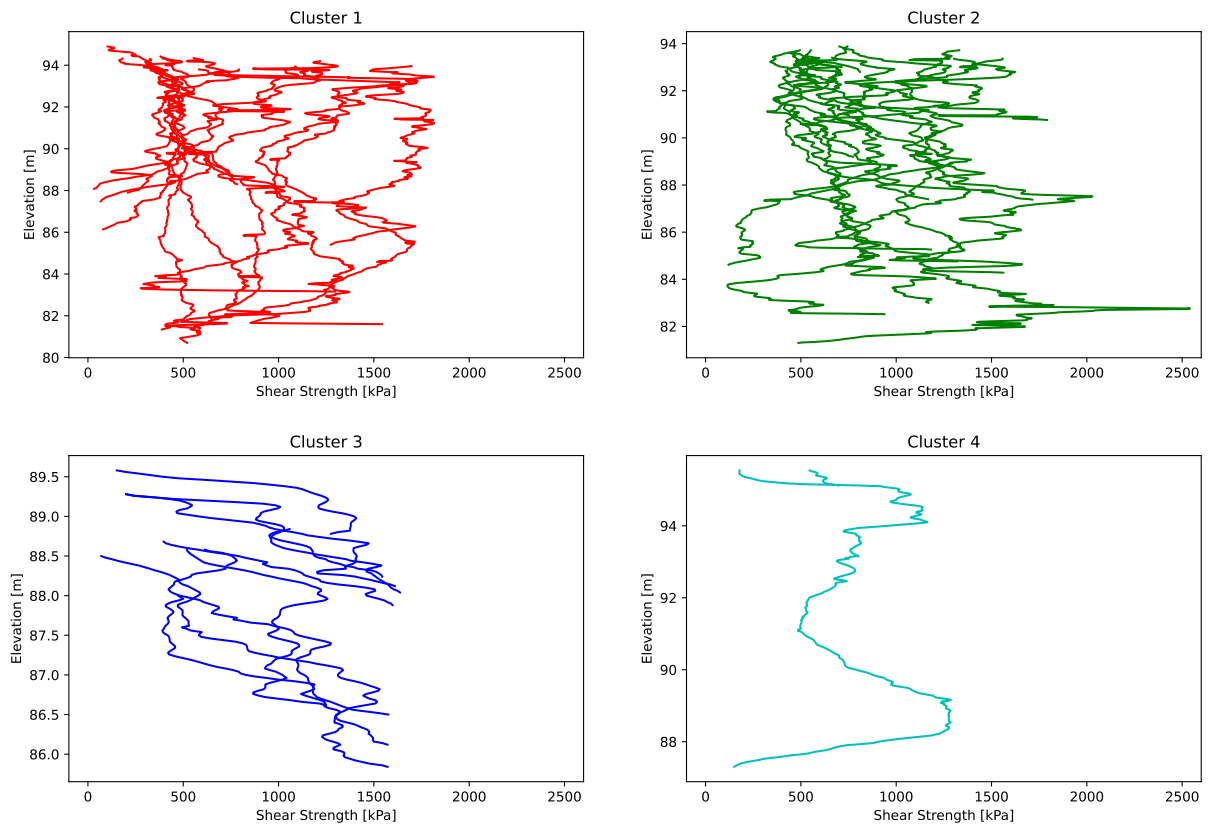 Cluster 1
Elevation [m]
94
92
90
88
86
84
82
80
0 500 1000 1500 2000 2500
Shear Strength [kPa]
Cluster 2
Elevation [m]
94
92
90
88
86
84
82
0 500 1000 1500 2000 2500
Shear Strength [kPa]
Cluster 3
Elevation [m]
89.5
89.0
88.5
88.0
87.5
87.0
86.5
86.0
0 500 1000 1500 2000 2500
Shear Strength [kPa]
Cluster 4
Elevation [m]
94
92
90
88
0 500 1000 1500 2000 2500
Shear Strength [kPa]